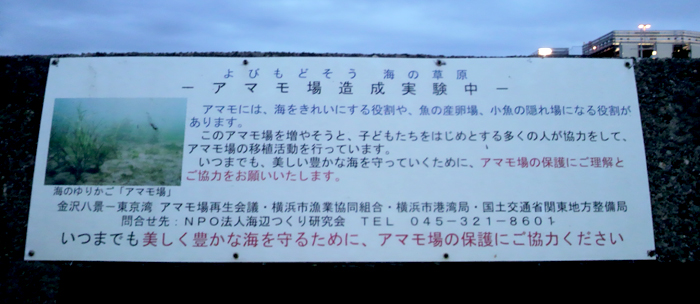 よびもどそう 海の草原
－アマモ場造成実験中－
アマモには、海をきれいにする役割や、魚の産卵場、小魚の隠れ場になる役割が
あります。
このアマモ場を増やそうと、子どもたちをはじめとする多くの人が協力をして、
アマモ場の移植活動を行っています。
いつまでも、美しい豊かな海を守っていくために、アマモ場の保護にご理解と
ご協力をお願いいたします。
海のゆりかご「アマモ場」
金沢八景－東京湾 アマモ場再生会議・横浜市漁業協同組合・横浜市港湾局・国土交通省関東地方整備局
問合せ先：ＮＰＯ法人海辺つくり研究会 ＴＥＬ ０４５－３２１－８６０１
いつまでも美しく豊かな海を守るために、アマモ場の保護にご協力ください